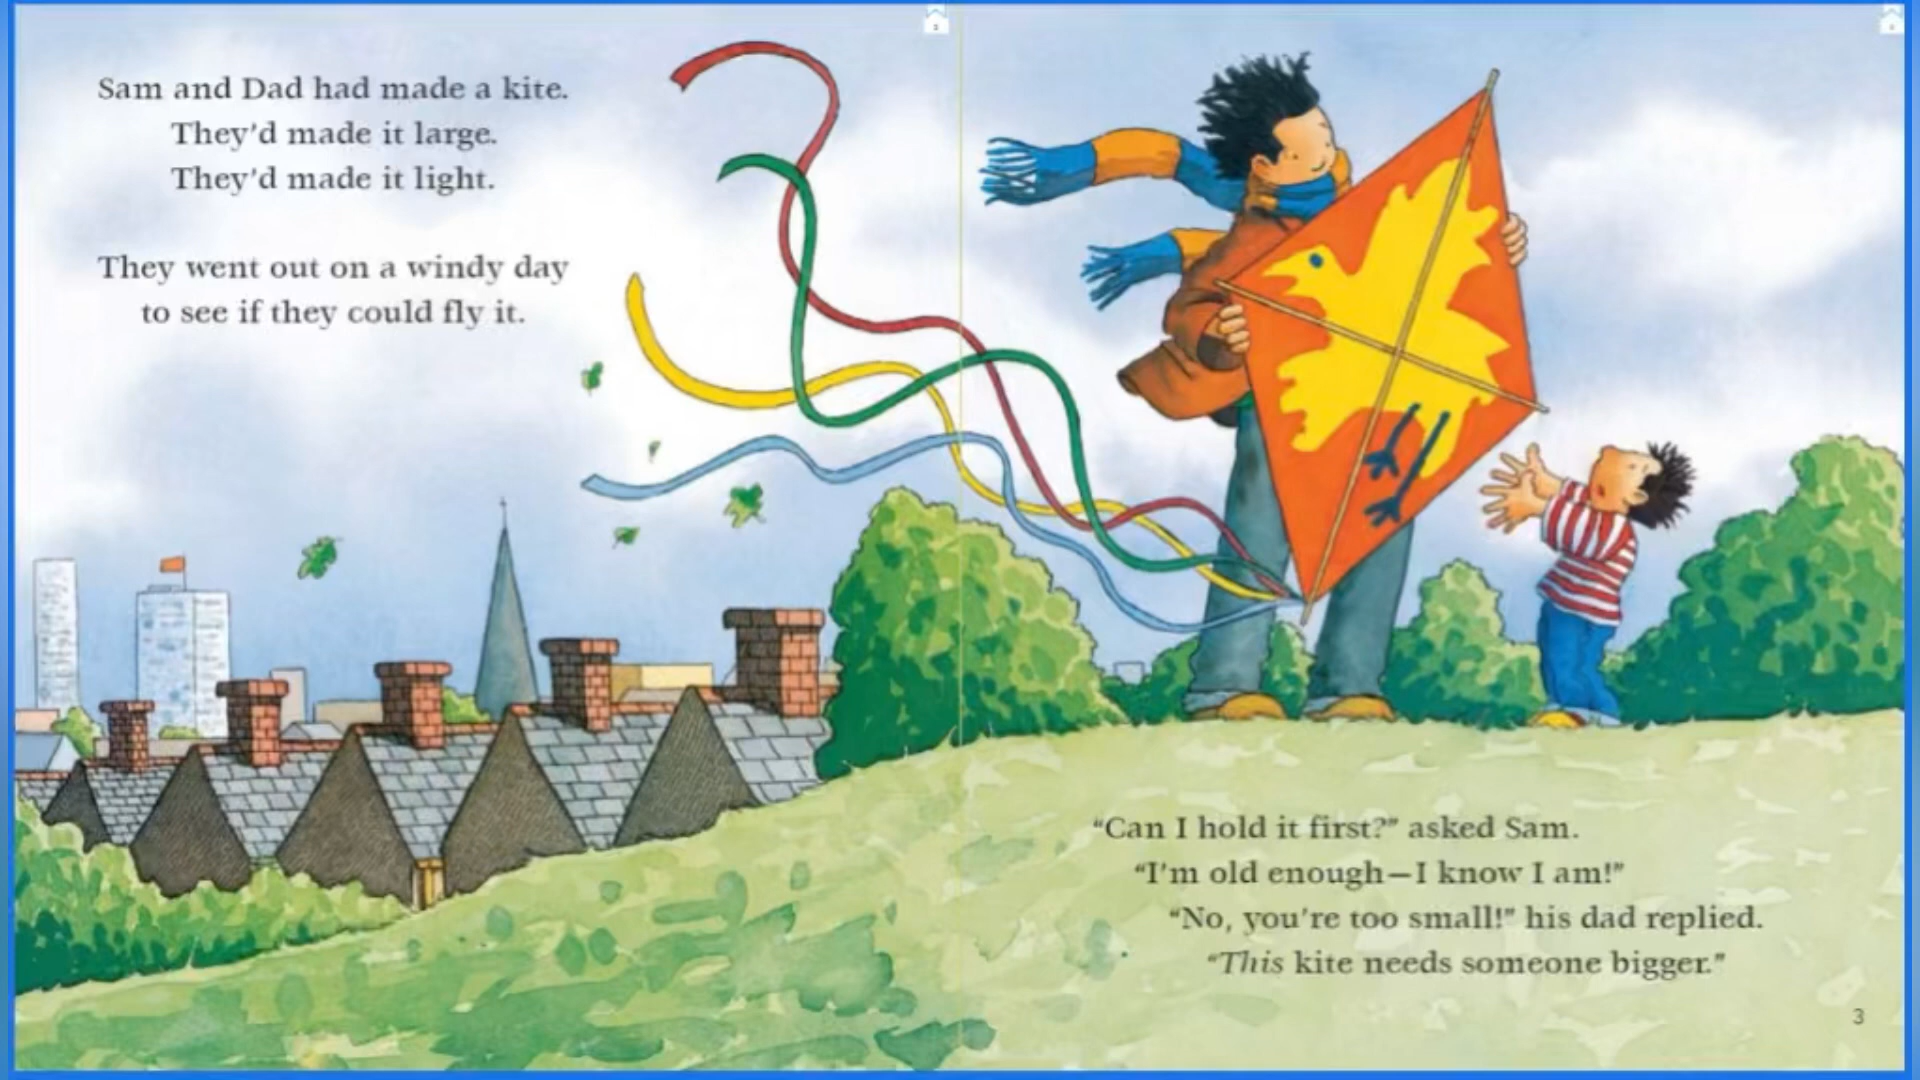 Sam and Dad had made a kite.
They'd made it large.
They'd made it light.
They went out on a windy day
to see if they could fly it.
“Can I hold it first?” asked Sam.
“I'm old enough—I know I am!”
“No, you're too small!” his dad replied.
“This kite needs someone bigger.”
3